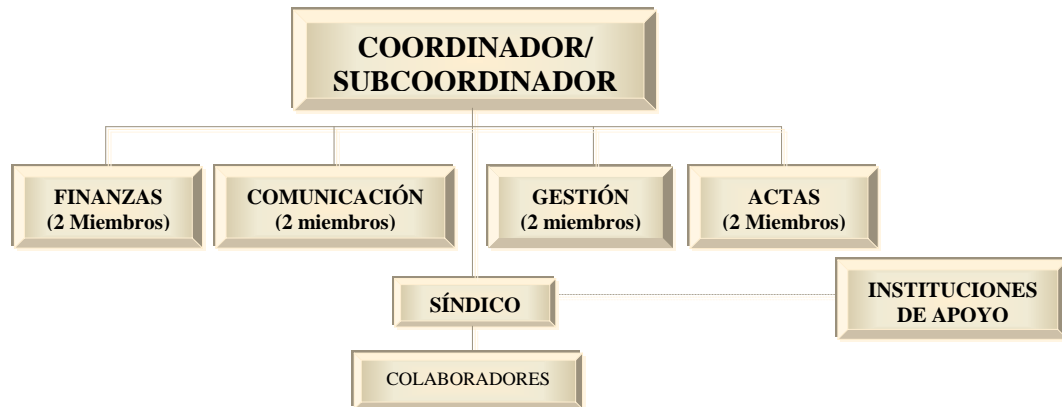 COORDINADOR/
SUBCOORDINADOR
FINANZAS
(2 Miembros)
COMUNICACIÓN
(2 miembros)
GESTIÓN
(2 miembros)
ACTAS
(2 Miembros)
SÍNDICO
INSTITUCIONES
DE APOYO
COLABORADORES